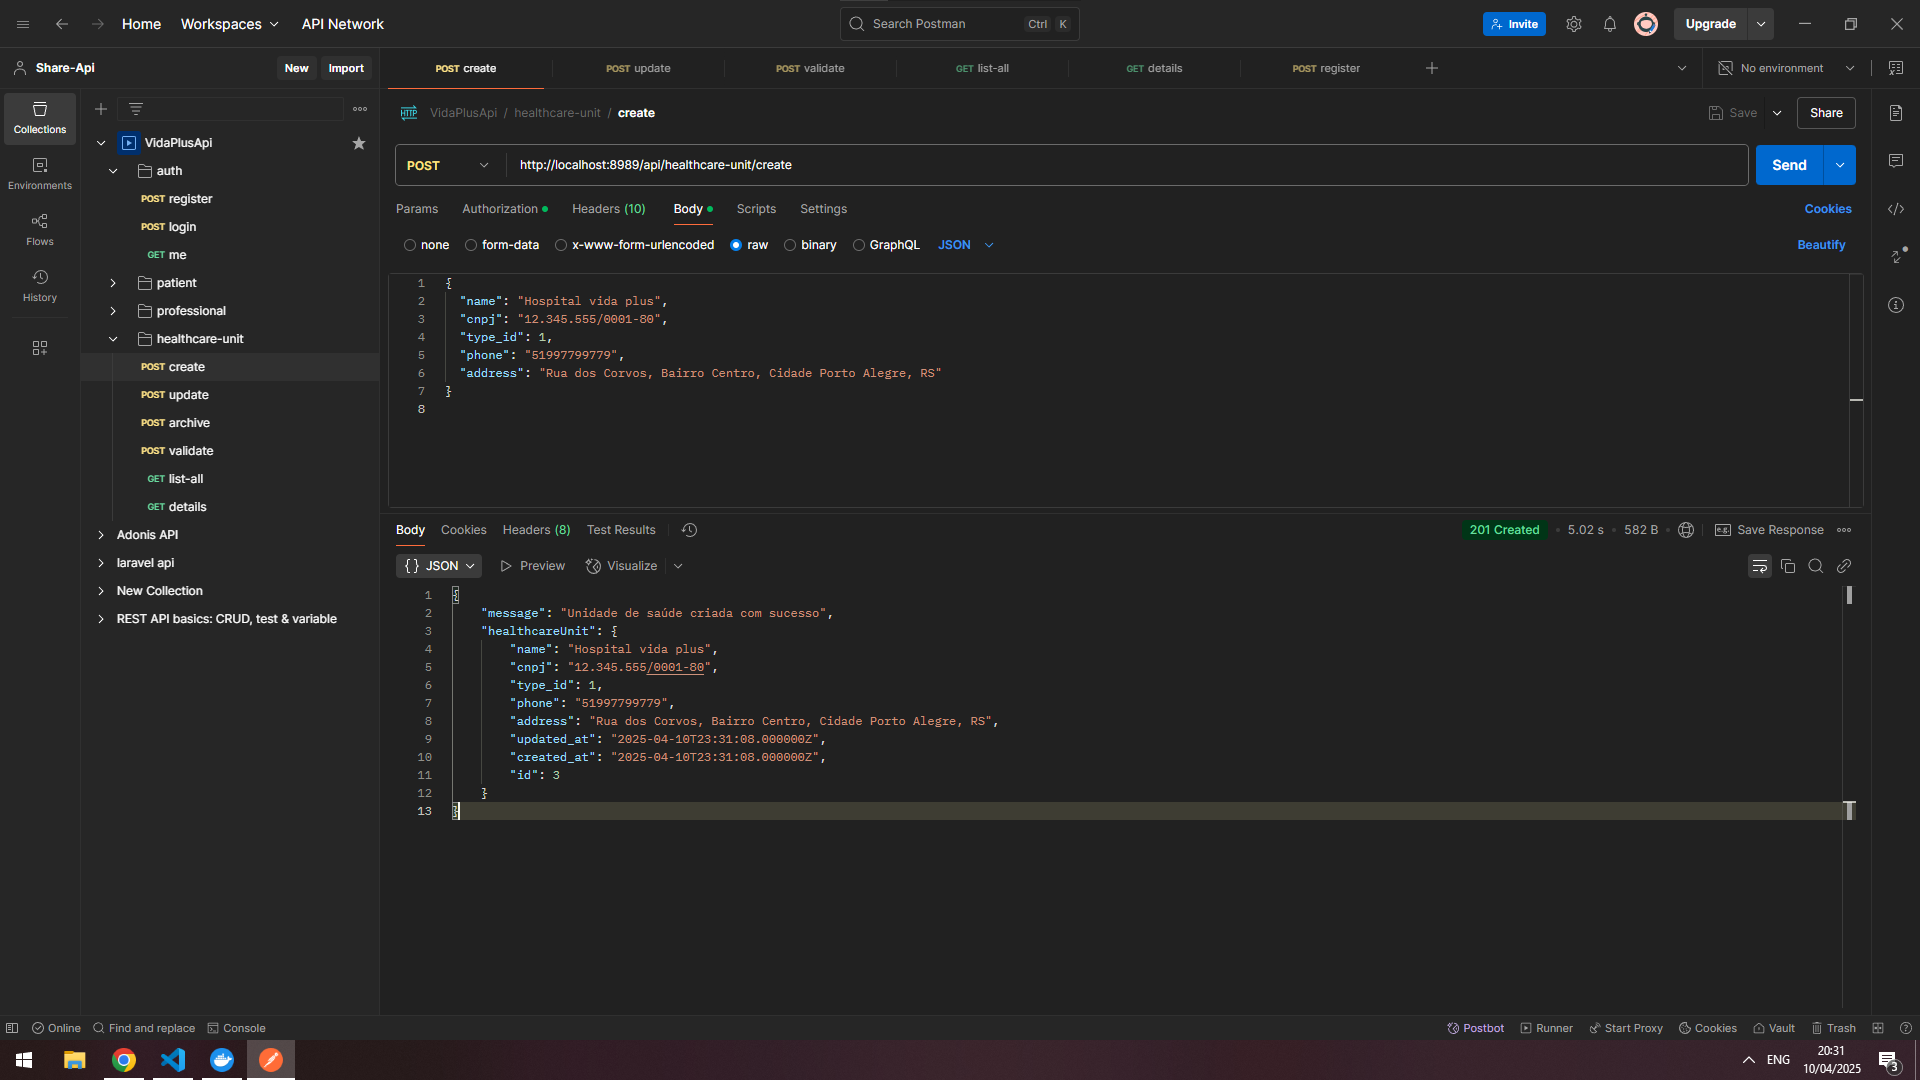 Home Workspaces API Network
Search Postman Ctrl K
Invite Upgrade
Share-Api New Import
POST create POST update POST validate GET list-all GET details POST register No environment
Collections
Environments
Flows
History
VidaPlusApi
auth
POST register
POST login
GET me
patient
professional
healthcare-unit
POST create
POST update
POST archive
POST validate
GET list-all
GET details
Adonis API
laravel api
New Collection
REST API basics: CRUD, test & variable
HTTP VidaPlusApi / healthcare-unit / create Save Share
POST http://localhost:8989/api/healthcare-unit/create Send
Params Authorization Headers (10) Body Scripts Settings Cookies
none form-data x-www-form-urlencoded raw binary GraphQL JSON Beautify
1 {
2 "name": "Hospital vida plus",
3 "cnpj": "12.345.555/0001-80",
4 "type_id": 1,
5 "phone": "51997799779",
6 "address": "Rua dos Corvos, Bairro Centro, Cidade Porto Alegre, RS"
7 }
8
Body Cookies Headers (8) Test Results 201 Created • 5.02 s • 582 B • e.g. Save Response
{} JSON Preview Visualize
1 {
2 "message": "Unidade de saúde criada com sucesso",
3 "healthcareUnit": {
4 "name": "Hospital vida plus",
5 "cnpj": "12.345.555/0001-80",
6 "type_id": 1,
7 "phone": "51997799779",
8 "address": "Rua dos Corvos, Bairro Centro, Cidade Porto Alegre, RS",
9 "updated_at": "2025-04-10T23:31:08.000000Z",
10 "created_at": "2025-04-10T23:31:08.000000Z",
11 "id": 3
12 }
13 }
Online Find and replace Console Postbot Runner Start Proxy Cookies Vault Trash
ENG 20:31
10/04/2025 3